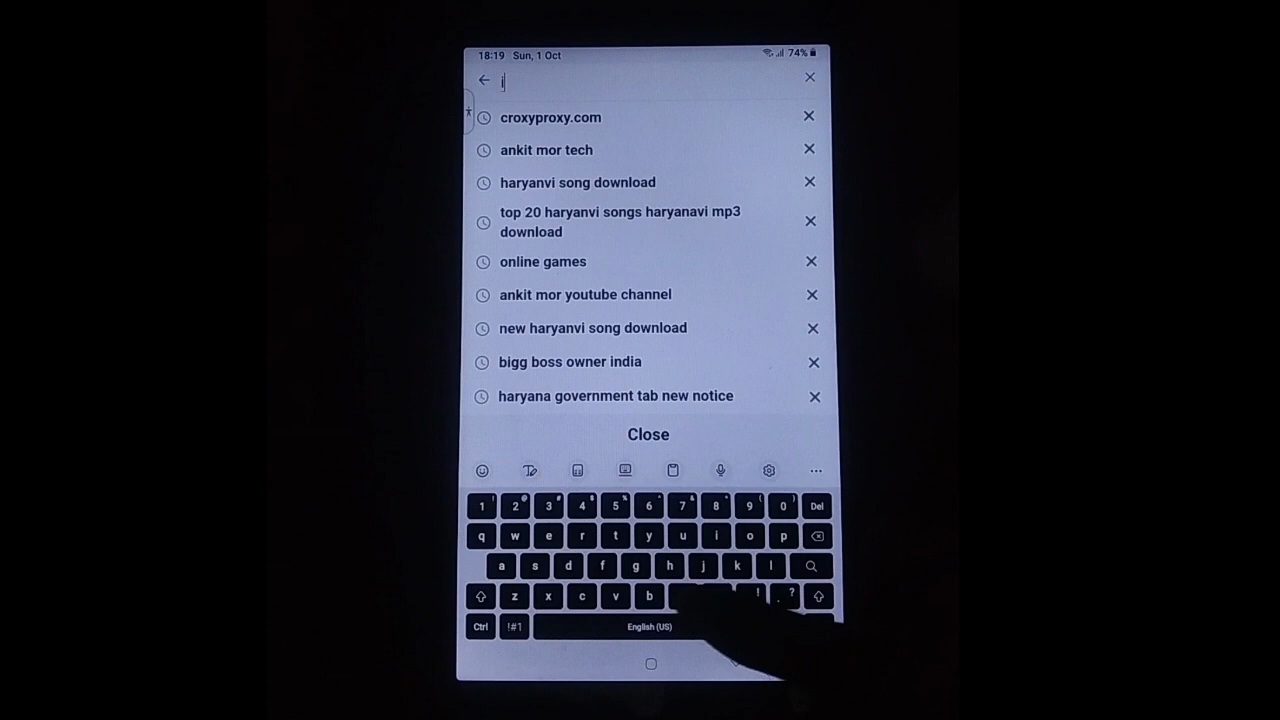 18:19 Sun, 1 Oct 74%
i
croxyproxy.com
ankit mor tech
haryanvi song download
top 20 haryanvi songs haryanavi mp3
download
online games
ankit mor youtube channel
new haryanvi song download
bigg boss owner india
haryana government tab new notice
Close
1 2 3 4 5 6 7 8 9 0 Del
q w e r t y u i o p
a s d f g h j k l
z x c v b ! ?
Ctrl !#1 English (US)